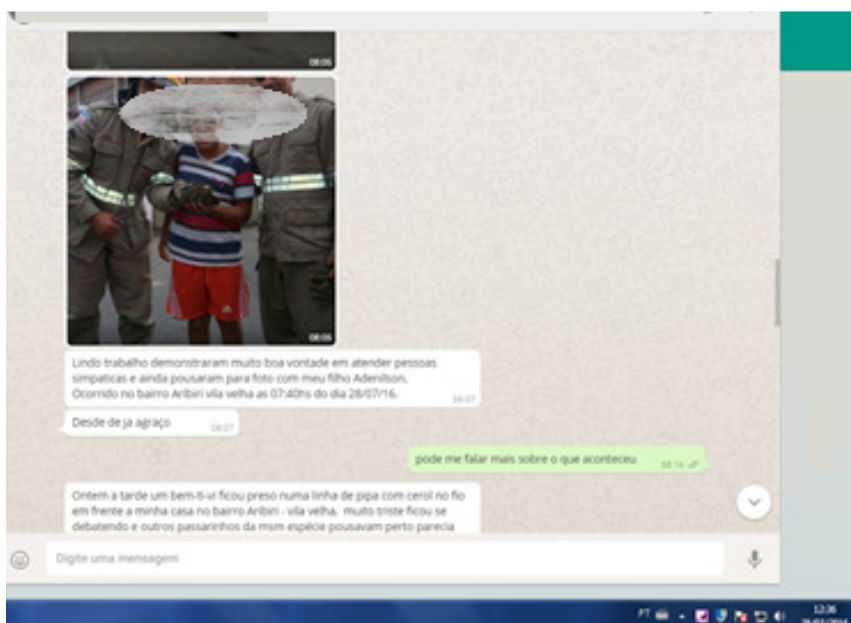 08:06
08:06
Lindo trabalho demonstraram muito boa vontade em atender pessoas
simpaticas e ainda pousaram para foto com meu filho Adenilson.
Ocorrido no bairro Aribiri vila velha as 07:40hs do dia 28/07/16.
08:07
Desde de ja agraço
08:07
pode me falar mais sobre o que aconteceu
08:16
Ontem a tarde um bem-ti-vi ficou preso numa linha de pipa com cerol no fio
em frente a minha casa no bairro Aribiri - vila velha, muito triste ficou se
debatendo e outros passarinhos da msm espécie pousavam perto parecia
Digite uma mensagem
PT
12:36